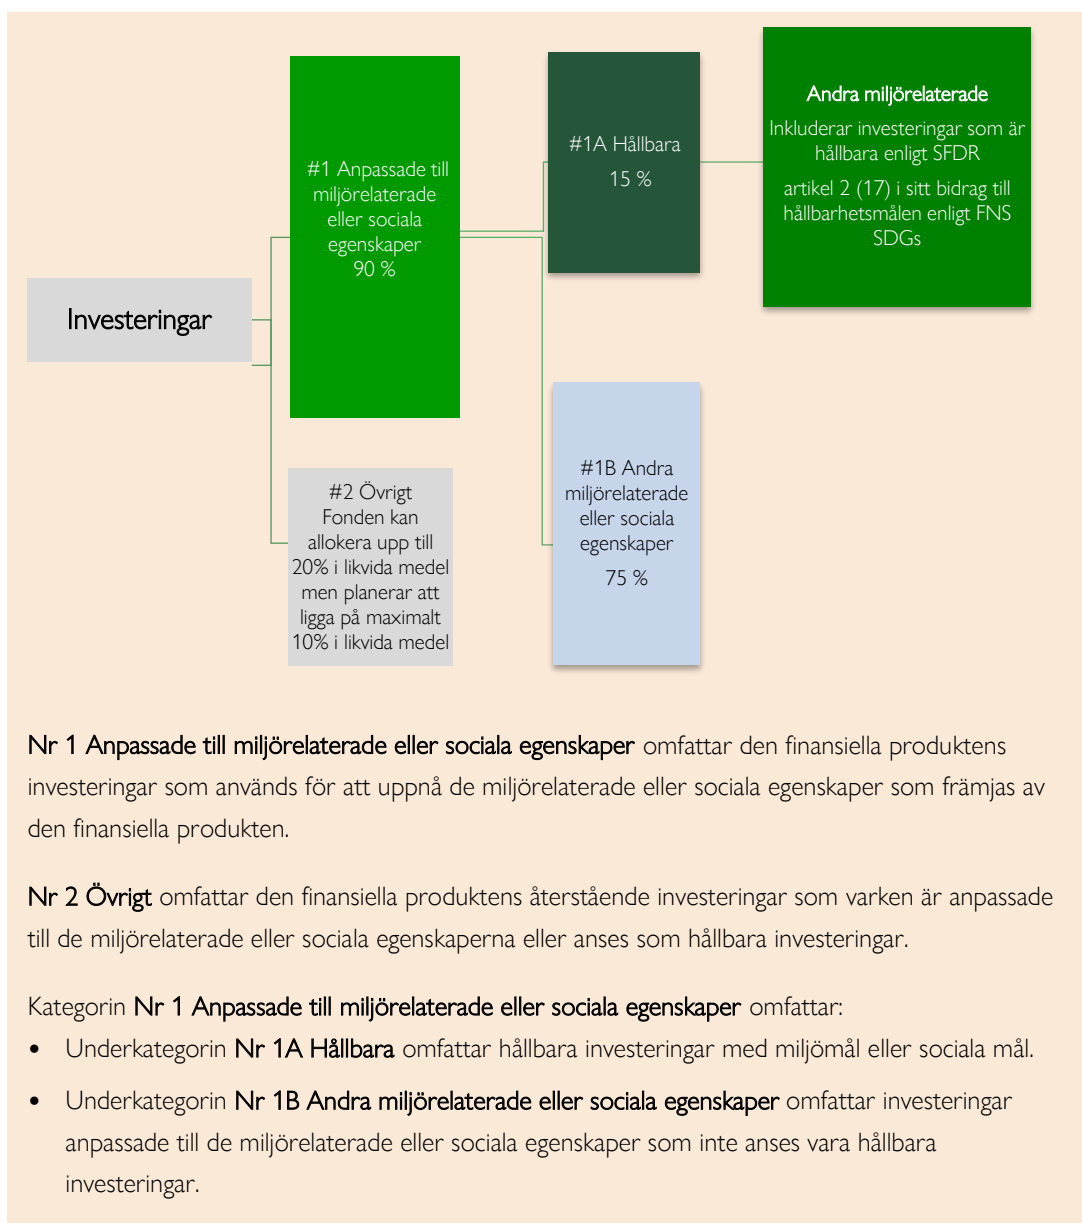 Investeringar
#1 Anpassade till
miljörelaterade
eller sociala
egenskaper
90 %
#2 Övrigt
Fonden kan
allokera upp till
20% i likvida medel
men planerar att
ligga på maximalt
10% i likvida medel
#1A Hållbara
15 %
#1B Andra
miljörelaterade
eller sociala
egenskaper
75 %
Andra miljörelaterade
Inkluderar investeringar som är
hållbara enligt SFDR
artikel 2 (17) i sitt bidrag till
hållbarhetsmålen enligt FNS
SDGs
Nr 1 Anpassade till miljörelaterade eller sociala egenskaper omfattar den finansiella produktens
investeringar som används för att uppnå de miljörelaterade eller sociala egenskaper som främjas av
den finansiella produkten.
Nr 2 Övrigt omfattar den finansiella produktens återstående investeringar som varken är anpassade
till de miljörelaterade eller sociala egenskaperna eller anses som hållbara investeringar.
Kategorin Nr 1 Anpassade till miljörelaterade eller sociala egenskaper omfattar:
• Underkategorin Nr 1A Hållbara omfattar hållbara investeringar med miljömål eller sociala mål.
• Underkategorin Nr 1B Andra miljörelaterade eller sociala egenskaper omfattar investeringar
anpassade till de miljörelaterade eller sociala egenskaper som inte anses vara hållbara
investeringar.